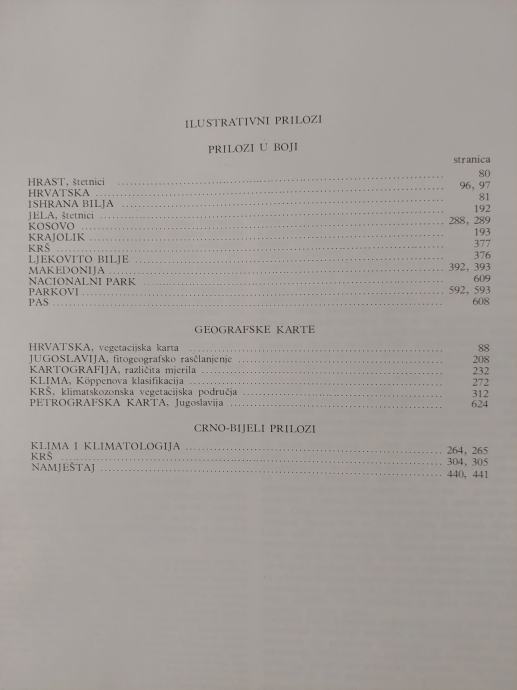 ILUSTRATIVNI PRILOZI
PRILOZI U BOJI
stranica
HRAST, štetnici 80
HRVATSKA 96, 97
ISHRANA BILJA 81
JELA, štetnici 192
KOSOVO 288, 289
KRAJOLIK 193
KRŠ 377
LJEKOVITO BILJE 376
MAKEDONIJA 392, 393
NACIONALNI PARK 609
PARKOVI 592, 593
PAS 608
GEOGRAFSKE KARTE
HRVATSKA, vegetacijska karta 88
JUGOSLAVIJA, fitogeografsko rasčlanjenje 208
KARTOGRAFIJA, različita mjerila 232
KLIMA, Köppenova klasifikacija 272
KRŠ, klimatskozonska vegetacijska područja 312
PETROGRAFSKA KARTA, Jugoslavija 624
CRNO-BIJELI PRILOZI
KLIMA I KLIMATOLOGIJA 264, 265
KRŠ 304, 305
NAMJEŠTAJ 440, 441